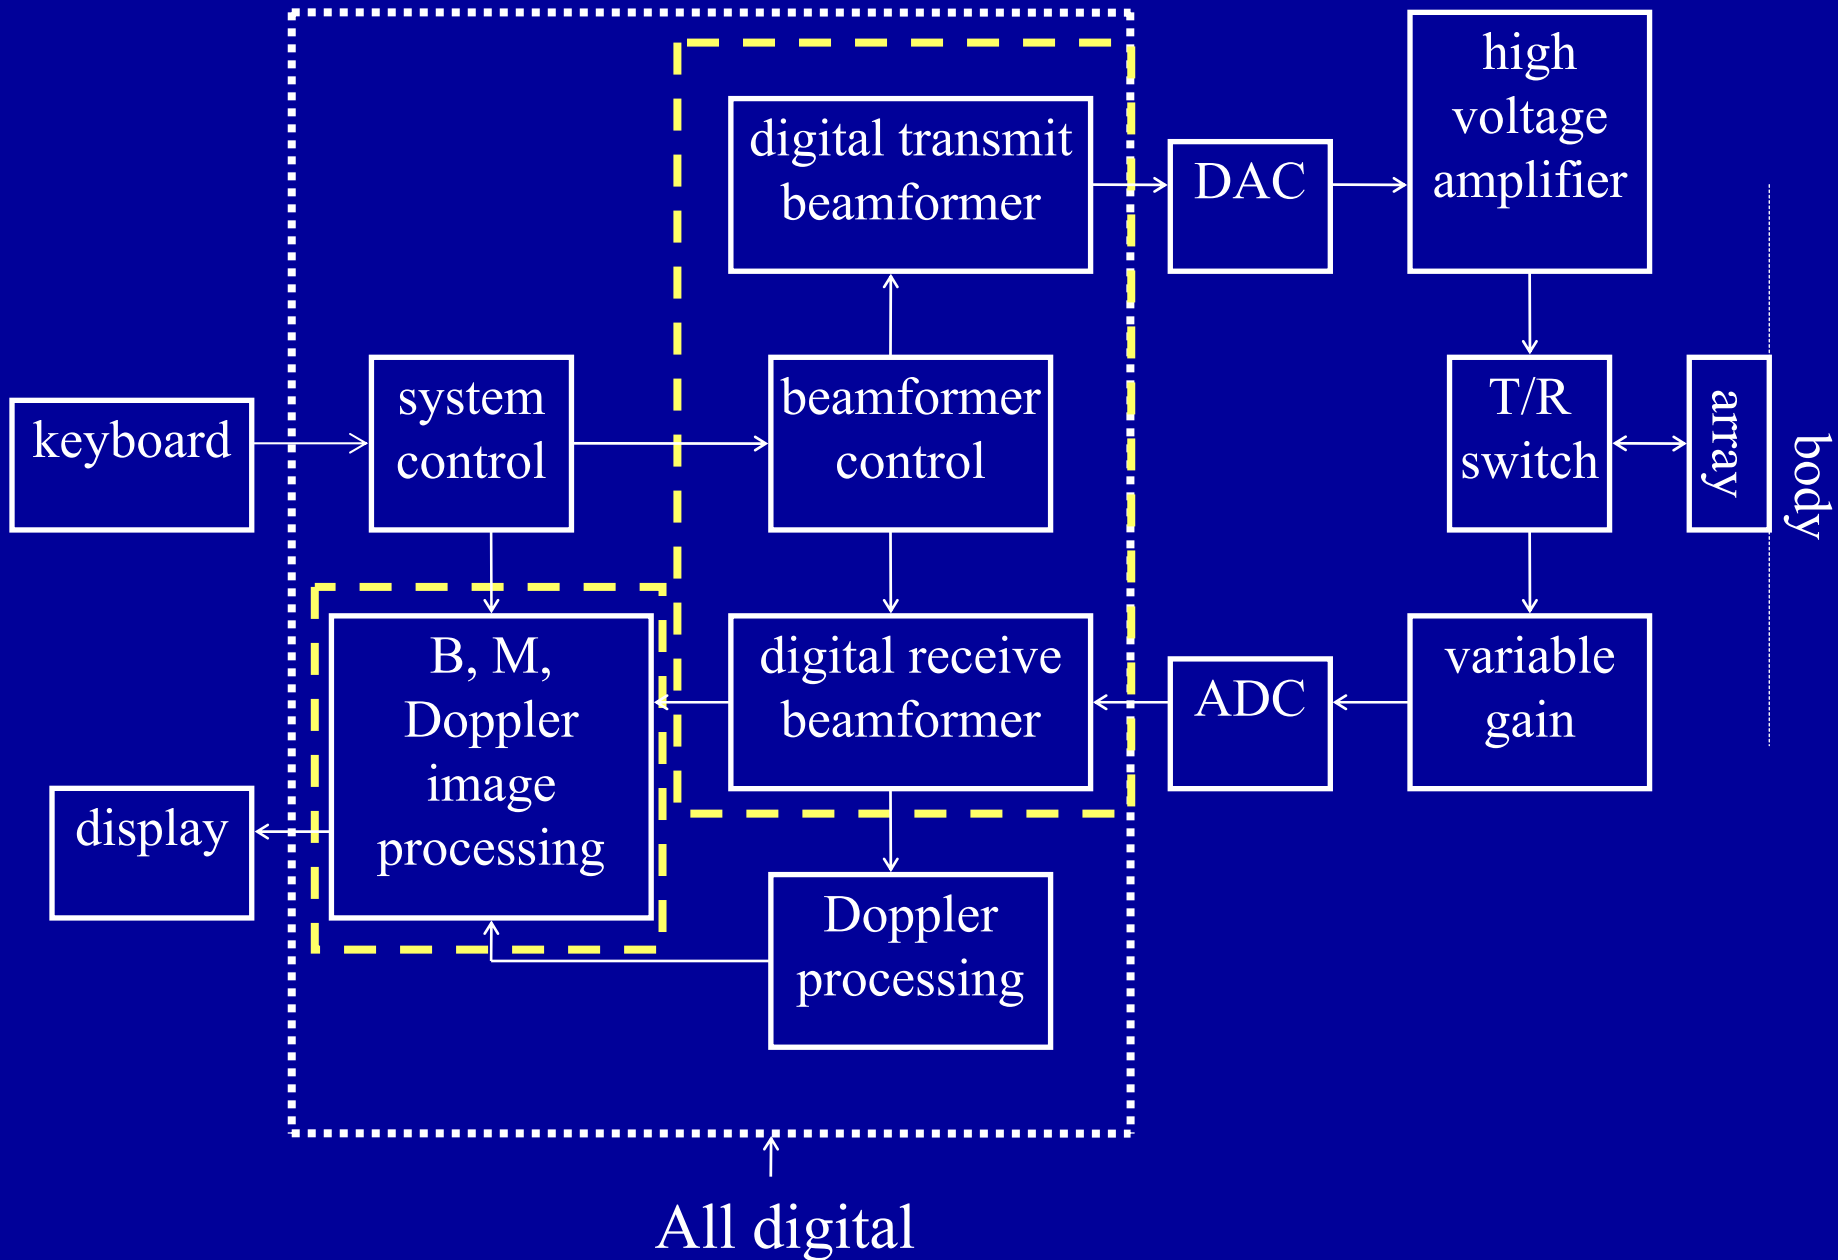 high
voltage
amplifier
digital transmit
beamformer
DAC
keyboard
system
control
beamformer
control
T/R
switch
array
body
B, M,
Doppler
image
processing
digital receive
beamformer
ADC
variable
gain
display
Doppler
processing
All digital